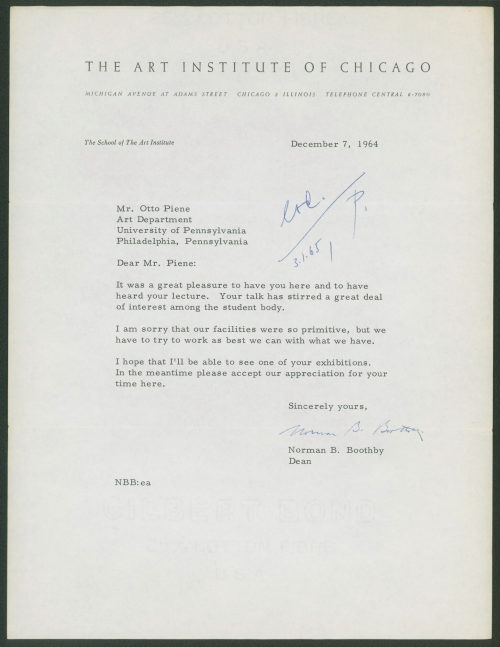 THE ART INSTITUTE OF CHICAGO
MICHIGAN AVENUE AT ADAMS STREET CHICAGO 3 ILLINOIS TELEPHONE CENTRAL 6-7080
The School of The Art Institute
December 7, 1964
Mr. Otto Piene
Art Department
University of Pennsylvania
Philadelphia, Pennsylvania
P.
3.1.65
Dear Mr. Piene:
It was a great pleasure to have you here and to have
heard your lecture. Your talk has stirred a great deal
of interest among the student body.
I am sorry that our facilities were so primitive, but we
have to try to work as best we can with what we have.
I hope that I'll be able to see one of your exhibitions.
In the meantime please accept our appreciation for your
time here.
Sincerely yours,
Norman B. Boothby
Norman B. Boothby
Dean
NBB:ea